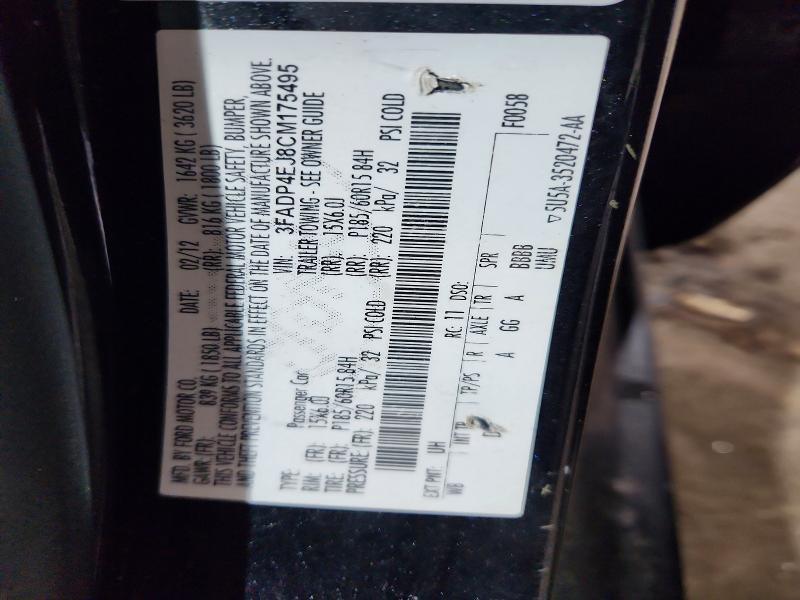 MFD. BY FORD MOTOR CO. DATE: 02/12 GVWR: 1642 KG ( 3620 LB)
GAWR: (FR): 839 KG ( 1850 LB) (RR): 816 KG ( 1800 LB)
THIS VEHICLE CONFORMS TO ALL APPLICABLE FEDERAL MOTOR VEHICLE SAFETY, BUMPER,
AND THEFT PREVENTION STANDARDS IN EFFECT ON THE DATE OF MANUFACTURE SHOWN ABOVE.
VIN: 3FADP4EJ8CM175495
TYPE: Passenger Car TRAILER TOWING - SEE OWNER GUIDE
RIM: (FR): 15X6.0J (RR): 15X6.0J
TIRE: (FR): P185/60R15 84H (RR): P185/60R15 84H
PRESSURE (FR): 220 kPa/ 32 PSI COLD (RR): 220 kPa/ 32 PSI COLD
EXT PNT: UH RC: 11 DSO: F0058
WB INT TR TP/PS R AXLE TR SPR
D A GG A BBBB
UANU
▽5U5A-3520472-AA